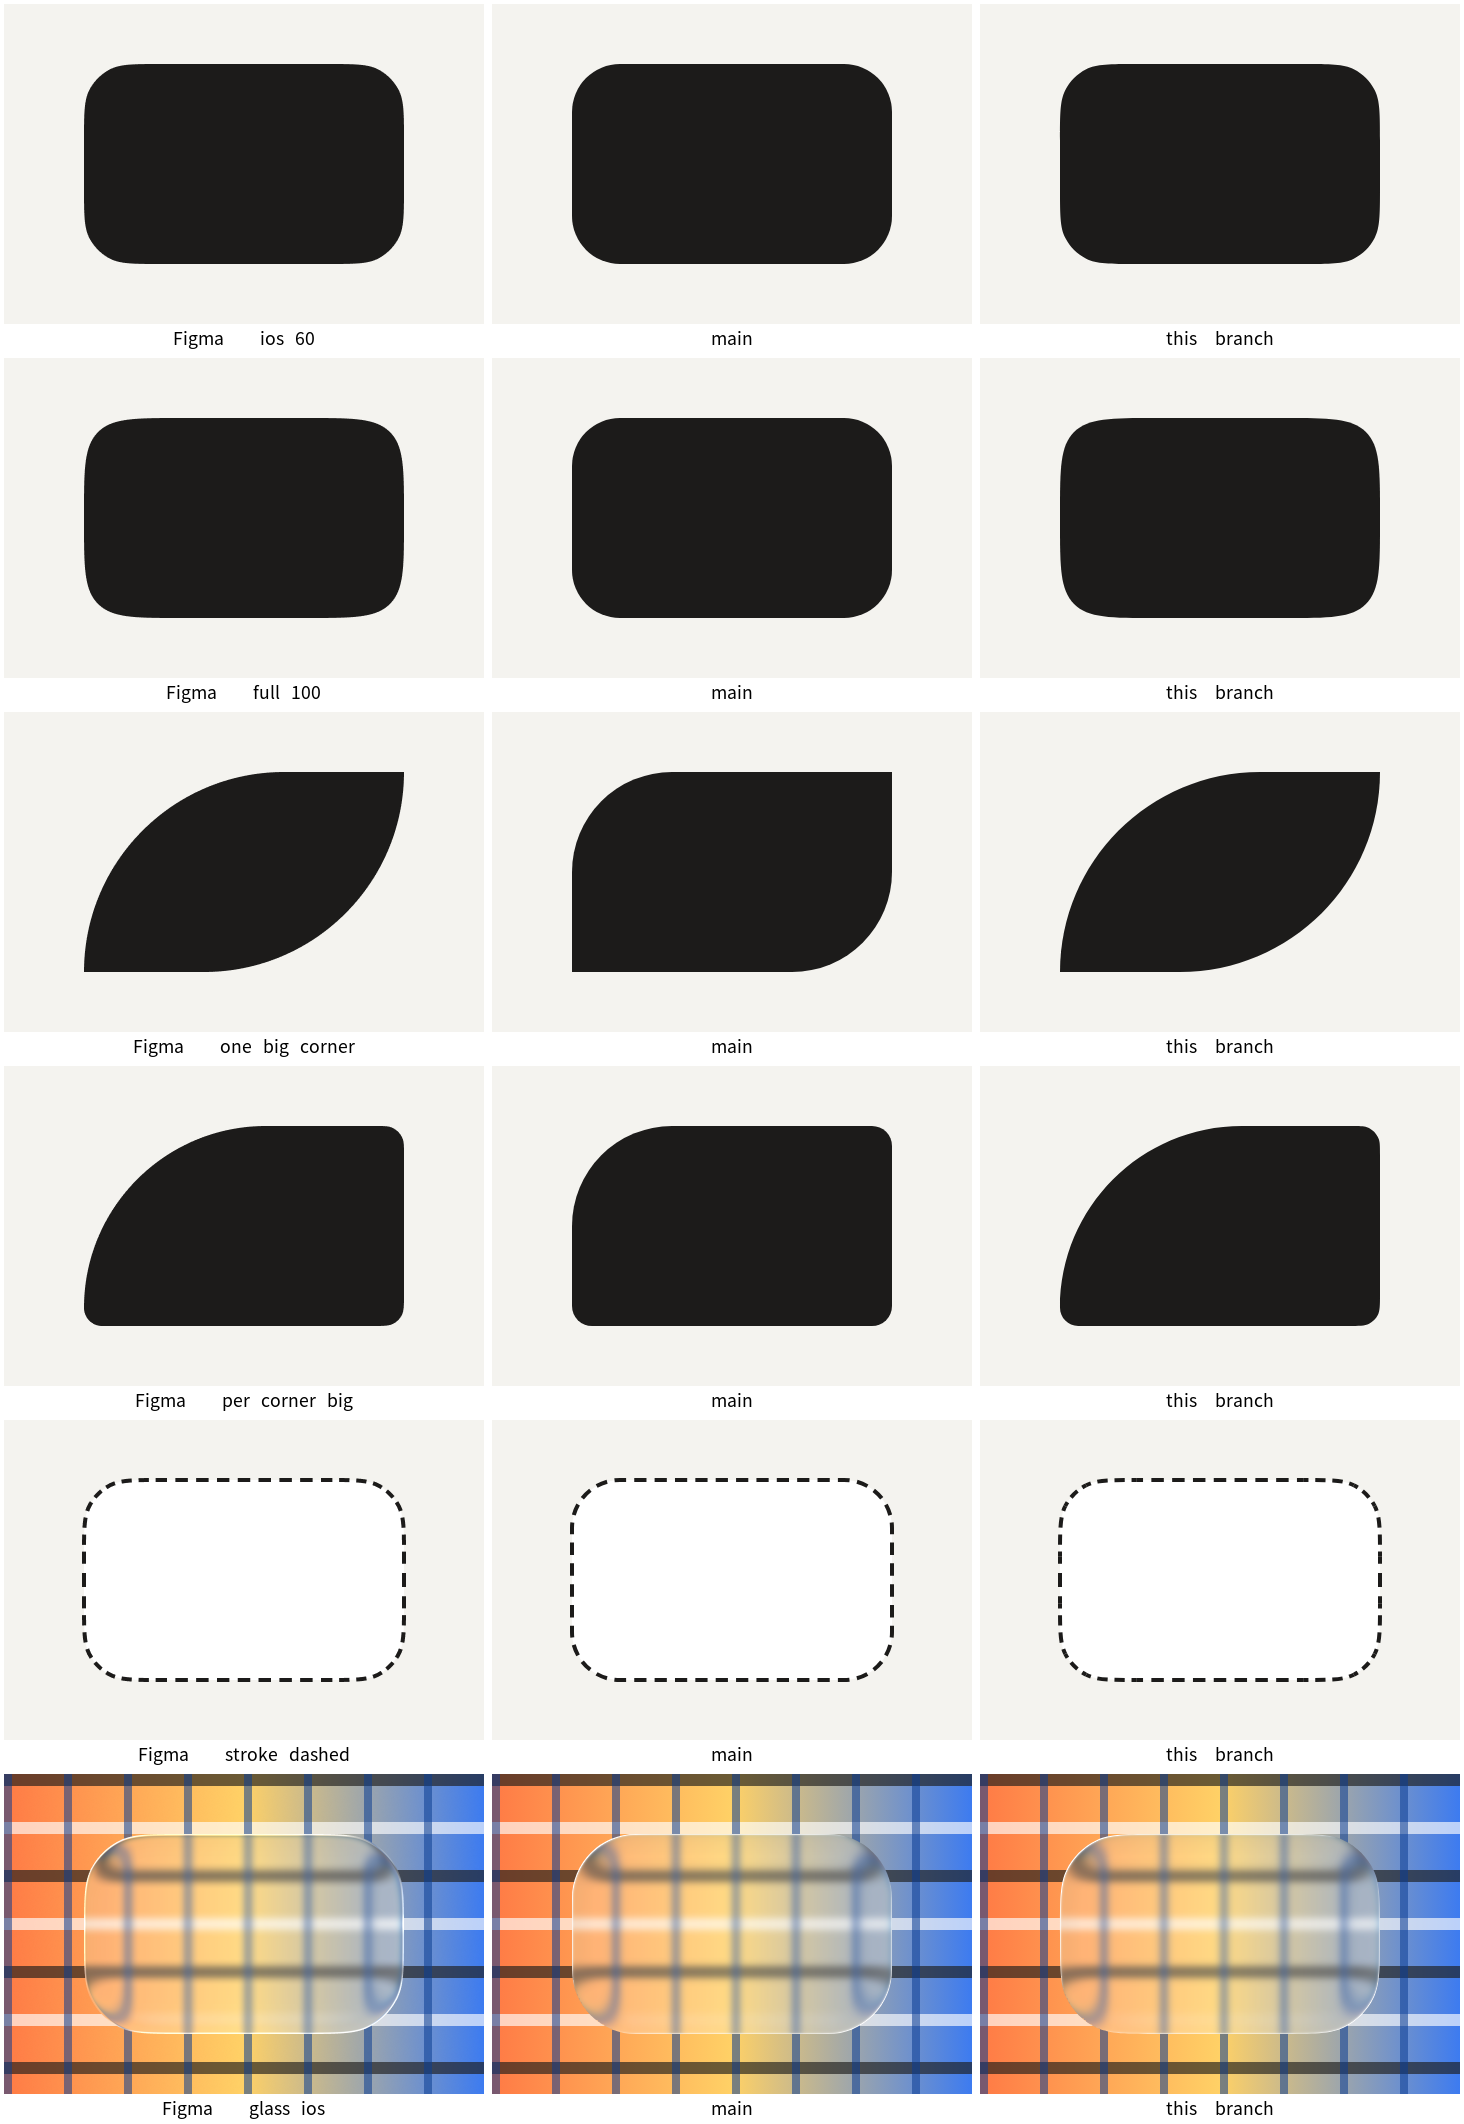 Figma ios 60 main this branch
Figma full 100 main this branch
Figma one big corner main this branch
Figma per corner big main this branch
Figma stroke dashed main this branch
Figma glass ios main this branch